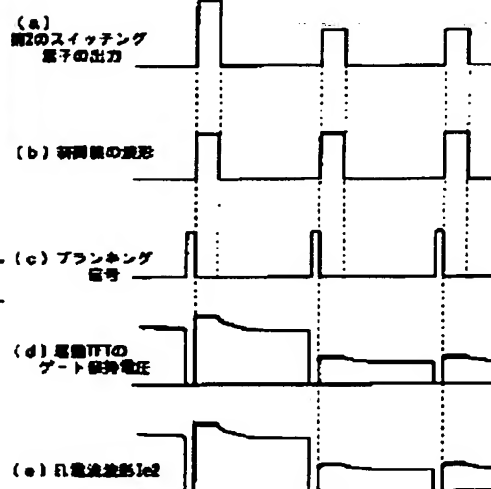 (a)
第2のスイッチング
素子の出力
(b) 制御線の波形
(c) ブランキング
信号
(d) 駆動TFTの
ゲート保持電圧
(e) EL電流波形Ie2